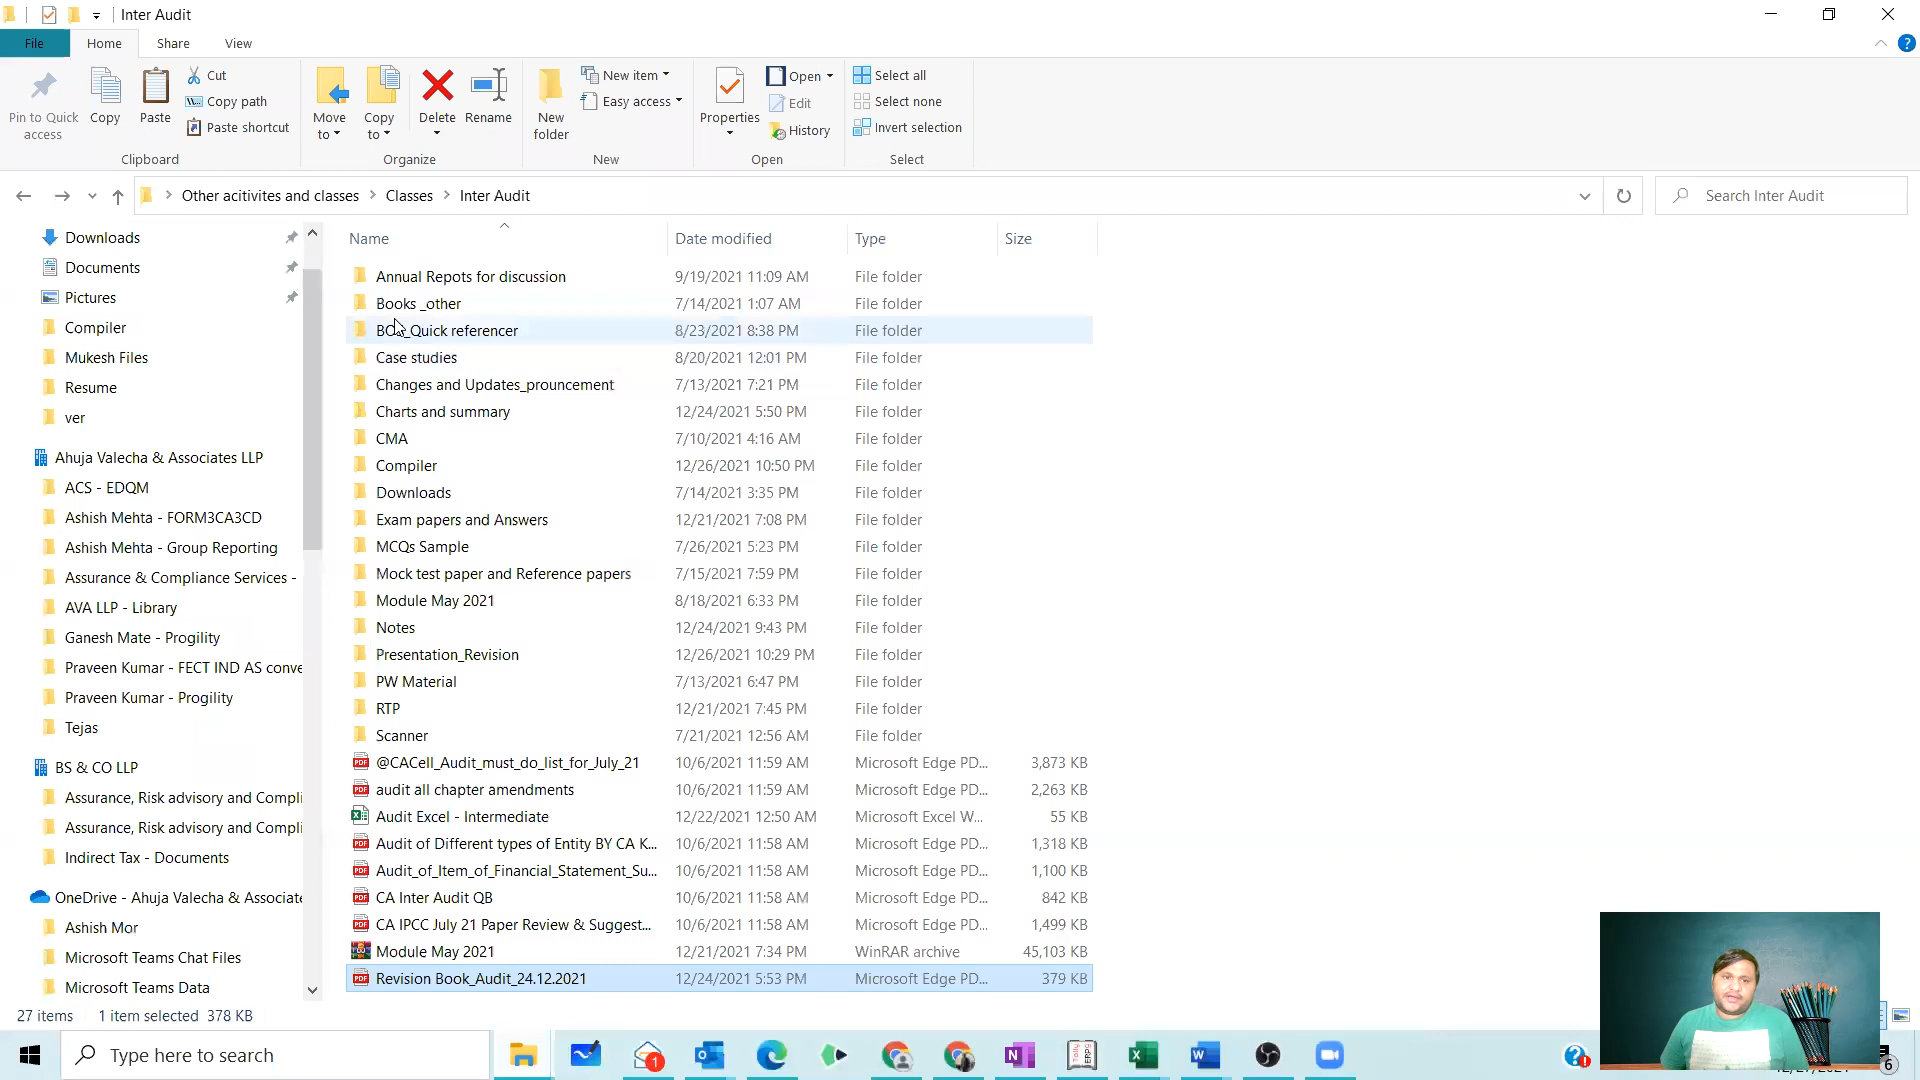 Inter Audit
File Home Share View
Pin to Quick access
Copy
Paste
Cut
Copy path
Paste shortcut
Clipboard
Move to
Copy to
Delete
Rename
Organize
New folder
New item
Easy access
New
Properties
Open
Edit
History
Open
Select all
Select none
Invert selection
Select
Other acitivites and classes > Classes > Inter Audit
Search Inter Audit
Downloads
Documents
Pictures
Compiler
Mukesh Files
Resume
ver
Ahuja Valecha & Associates LLP
ACS - EDQM
Ashish Mehta - FORM3CA3CD
Ashish Mehta - Group Reporting
Assurance & Compliance Services -
AVA LLP - Library
Ganesh Mate - Progility
Praveen Kumar - FECT IND AS conve
Praveen Kumar - Progility
Tejas
BS & CO LLP
Assurance, Risk advisory and Compli
Assurance, Risk advisory and Compli
Indirect Tax - Documents
OneDrive - Ahuja Valecha & Associate
Ashish Mor
Microsoft Teams Chat Files
Microsoft Teams Data
Name Date modified Type Size
Annual Repots for discussion 9/19/2021 11:09 AM File folder
Books _other 7/14/2021 1:07 AM File folder
Quick referencer 8/23/2021 8:38 PM File folder
Case studies 8/20/2021 12:01 PM File folder
Changes and Updates_prouncement 7/13/2021 7:21 PM File folder
Charts and summary 12/24/2021 5:50 PM File folder
CMA 7/10/2021 4:16 AM File folder
Compiler 12/26/2021 10:50 PM File folder
Downloads 7/14/2021 3:35 PM File folder
Exam papers and Answers 12/21/2021 7:08 PM File folder
MCQs Sample 7/26/2021 5:23 PM File folder
Mock test paper and Reference papers 7/15/2021 7:59 PM File folder
Module May 2021 8/18/2021 6:33 PM File folder
Notes 12/24/2021 9:43 PM File folder
Presentation_Revision 12/26/2021 10:29 PM File folder
PW Material 7/13/2021 6:47 PM File folder
RTP 12/21/2021 7:45 PM File folder
Scanner 7/21/2021 12:56 AM File folder
@CACell_Audit_must_do_list_for_July_21 10/6/2021 11:59 AM Microsoft Edge PD... 3,873 KB
audit all chapter amendments 10/6/2021 11:59 AM Microsoft Edge PD... 2,263 KB
Audit Excel - Intermediate 12/22/2021 12:50 AM Microsoft Excel W... 55 KB
Audit of Different types of Entity BY CA K... 10/6/2021 11:58 AM Microsoft Edge PD... 1,318 KB
Audit_of_Item_of_Financial_Statement_Su... 10/6/2021 11:58 AM Microsoft Edge PD... 1,100 KB
CA Inter Audit QB 10/6/2021 11:58 AM Microsoft Edge PD... 842 KB
CA IPCC July 21 Paper Review & Suggest... 10/6/2021 11:58 AM Microsoft Edge PD... 1,499 KB
Module May 2021 12/21/2021 7:34 PM WinRAR archive 45,103 KB
Revision Book_Audit_24.12.2021 12/24/2021 5:53 PM Microsoft Edge PD... 379 KB
27 items 1 item selected 378 KB
Type here to search
1
6